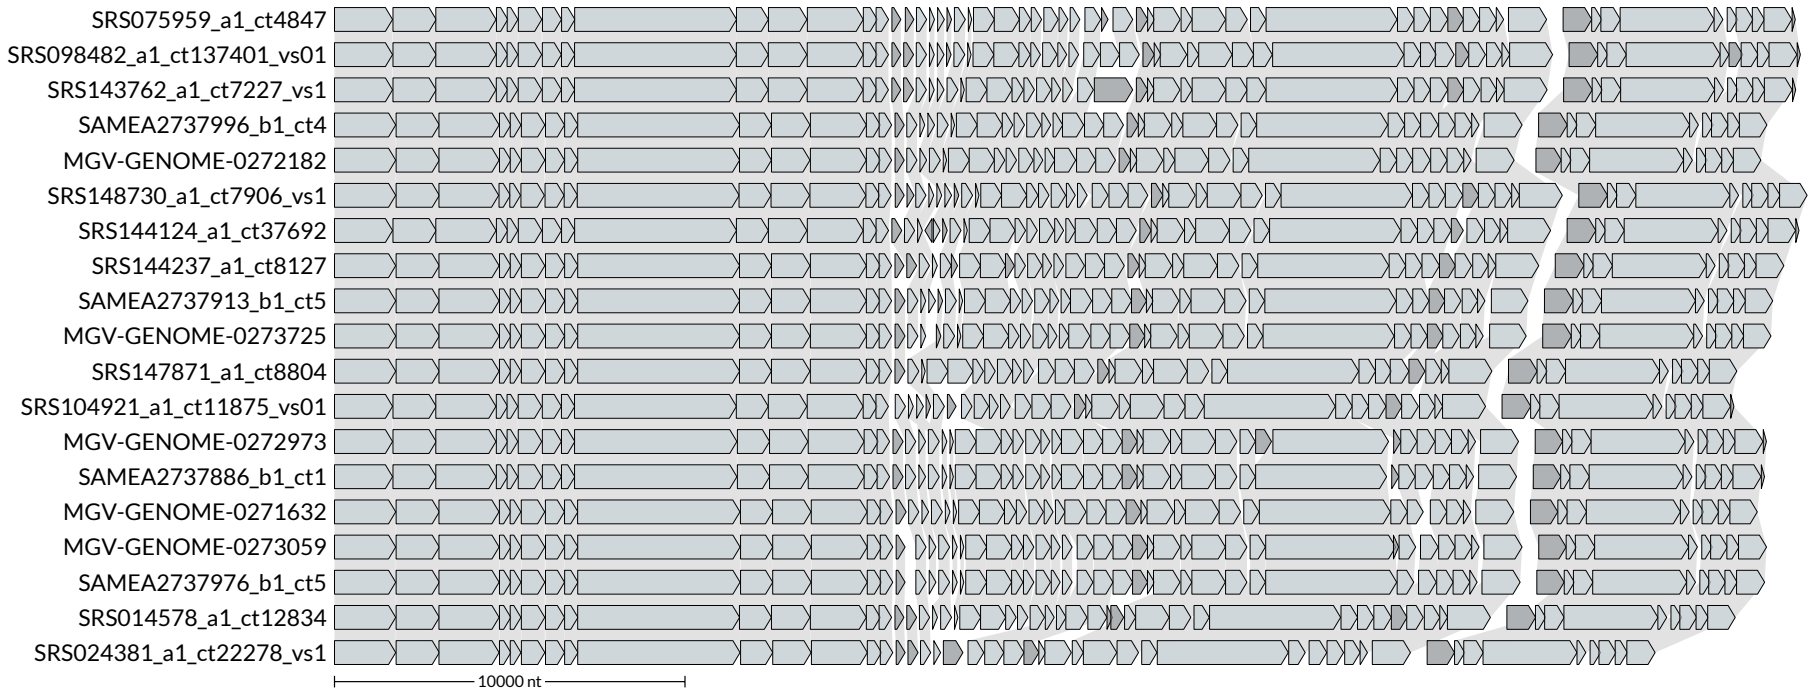 SRS075959_a1_ct4847
SRS098482_a1_ct137401_vs01
SRS143762_a1_ct7227_vs1
SAMEA2737996_b1_ct4
MGV-GENOME-0272182
SRS148730_a1_ct7906_vs1
SRS144124_a1_ct37692
SRS144237_a1_ct8127
SAMEA2737913_b1_ct5
MGV-GENOME-0273725
SRS147871_a1_ct8804
SRS104921_a1_ct11875_vs01
MGV-GENOME-0272973
SAMEA2737886_b1_ct1
MGV-GENOME-0271632
MGV-GENOME-0273059
SAMEA2737976_b1_ct5
SRS014578_a1_ct12834
SRS024381_a1_ct22278_vs1
10000 nt